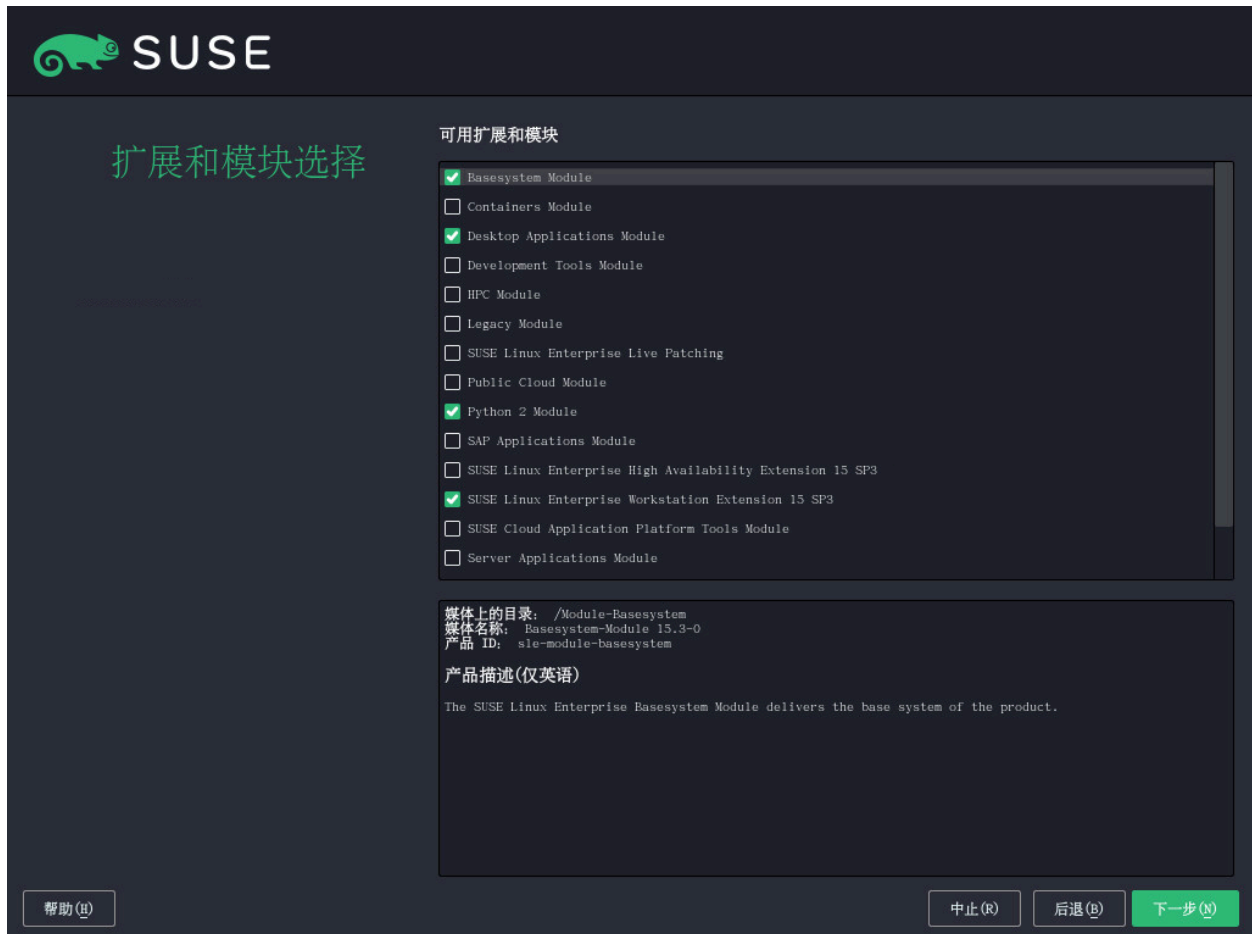 SUSE
扩展和模块选择
可用扩展和模块
Basesystem Module
Containers Module
Desktop Applications Module
Development Tools Module
HPC Module
Legacy Module
SUSE Linux Enterprise Live Patching
Public Cloud Module
Python 2 Module
SAP Applications Module
SUSE Linux Enterprise High Availability Extension 15 SP3
SUSE Linux Enterprise Workstation Extension 15 SP3
SUSE Cloud Application Platform Tools Module
Server Applications Module
媒体上的目录: /Module-Basesystem
媒体名称: Basesystem-Module 15.3-0
产品 ID: sle-module-basesystem
产品描述(仅英语)
The SUSE Linux Enterprise Basesystem Module delivers the base system of the product.
帮助(H)
中止(R)
后退(B)
下一步(N)